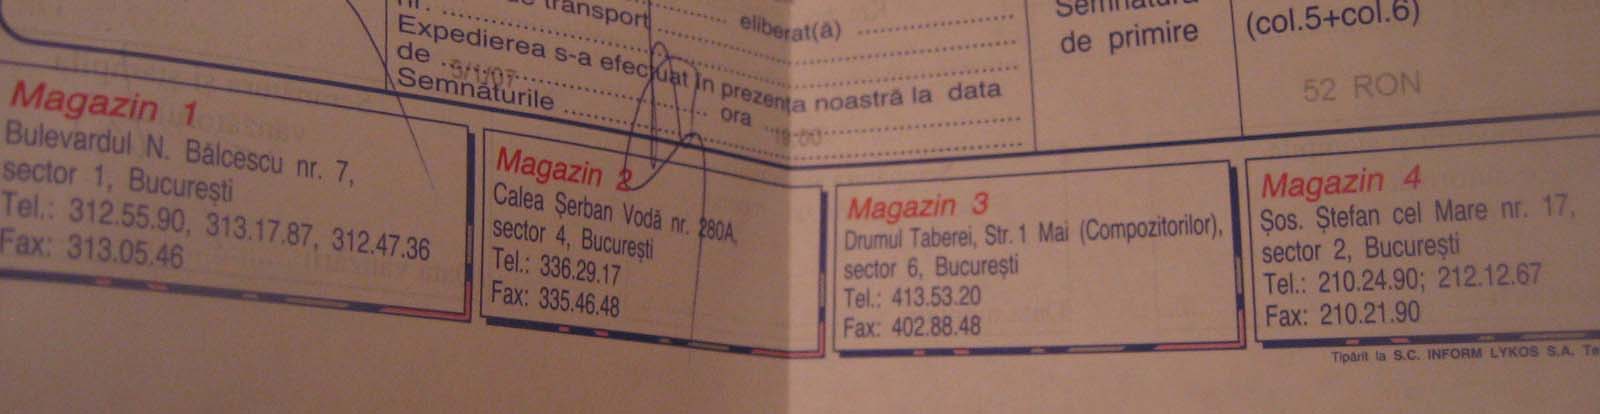 transport
eliberat(ă)
Expedierea s-a efectuat în prezența noastră la data
de 5/1/07 ora 18:00
Semnăturile
de primire
(col.5+col.6)
52 RON
Magazin 1
Bulevardul N. Bălcescu nr. 7,
sector 1, București
Tel.: 312.55.90, 313.17.87, 312.47.36
Fax: 313.05.46
Magazin 2
Calea Șerban Vodă nr. 280A,
sector 4, București
Tel.: 336.29.17
Fax: 335.46.48
Magazin 3
Drumul Taberei, Str. 1 Mai (Compozitorilor),
sector 6, București
Tel.: 413.53.20
Fax: 402.88.48
Magazin 4
Șos. Ștefan cel Mare nr. 17,
sector 2, București
Tel.: 210.24.90; 212.12.67
Fax: 210.21.90
Tipărit la S.C. INFORM LYKOS S.A.